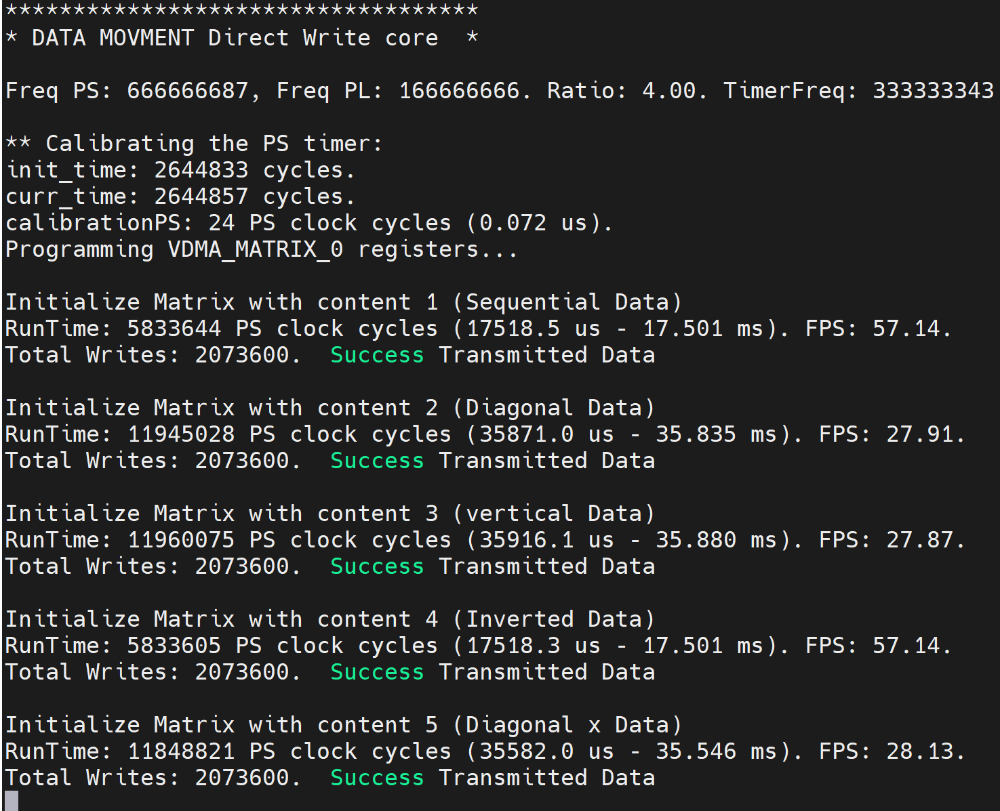 ***********************************
* DATA MOVMENT Direct Write core  *
Freq PS: 666666687, Freq PL: 166666666. Ratio: 4.00. TimerFreq: 333333343
** Calibrating the PS timer:
init_time: 2644833 cycles.
curr_time: 2644857 cycles.
calibrationPS: 24 PS clock cycles (0.072 us).
Programming VDMA_MATRIX_0 registers...
Initialize Matrix with content 1 (Sequential Data)
RunTime: 5833644 PS clock cycles (17518.5 us - 17.501 ms). FPS: 57.14.
Total Writes: 2073600.  Success Transmitted Data
Initialize Matrix with content 2 (Diagonal Data)
RunTime: 11945028 PS clock cycles (35871.0 us - 35.835 ms). FPS: 27.91.
Total Writes: 2073600.  Success Transmitted Data
Initialize Matrix with content 3 (vertical Data)
RunTime: 11960075 PS clock cycles (35916.1 us - 35.880 ms). FPS: 27.87.
Total Writes: 2073600.  Success Transmitted Data
Initialize Matrix with content 4 (Inverted Data)
RunTime: 5833605 PS clock cycles (17518.3 us - 17.501 ms). FPS: 57.14.
Total Writes: 2073600.  Success Transmitted Data
Initialize Matrix with content 5 (Diagonal x Data)
RunTime: 11848821 PS clock cycles (35582.0 us - 35.546 ms). FPS: 28.13.
Total Writes: 2073600.  Success Transmitted Data